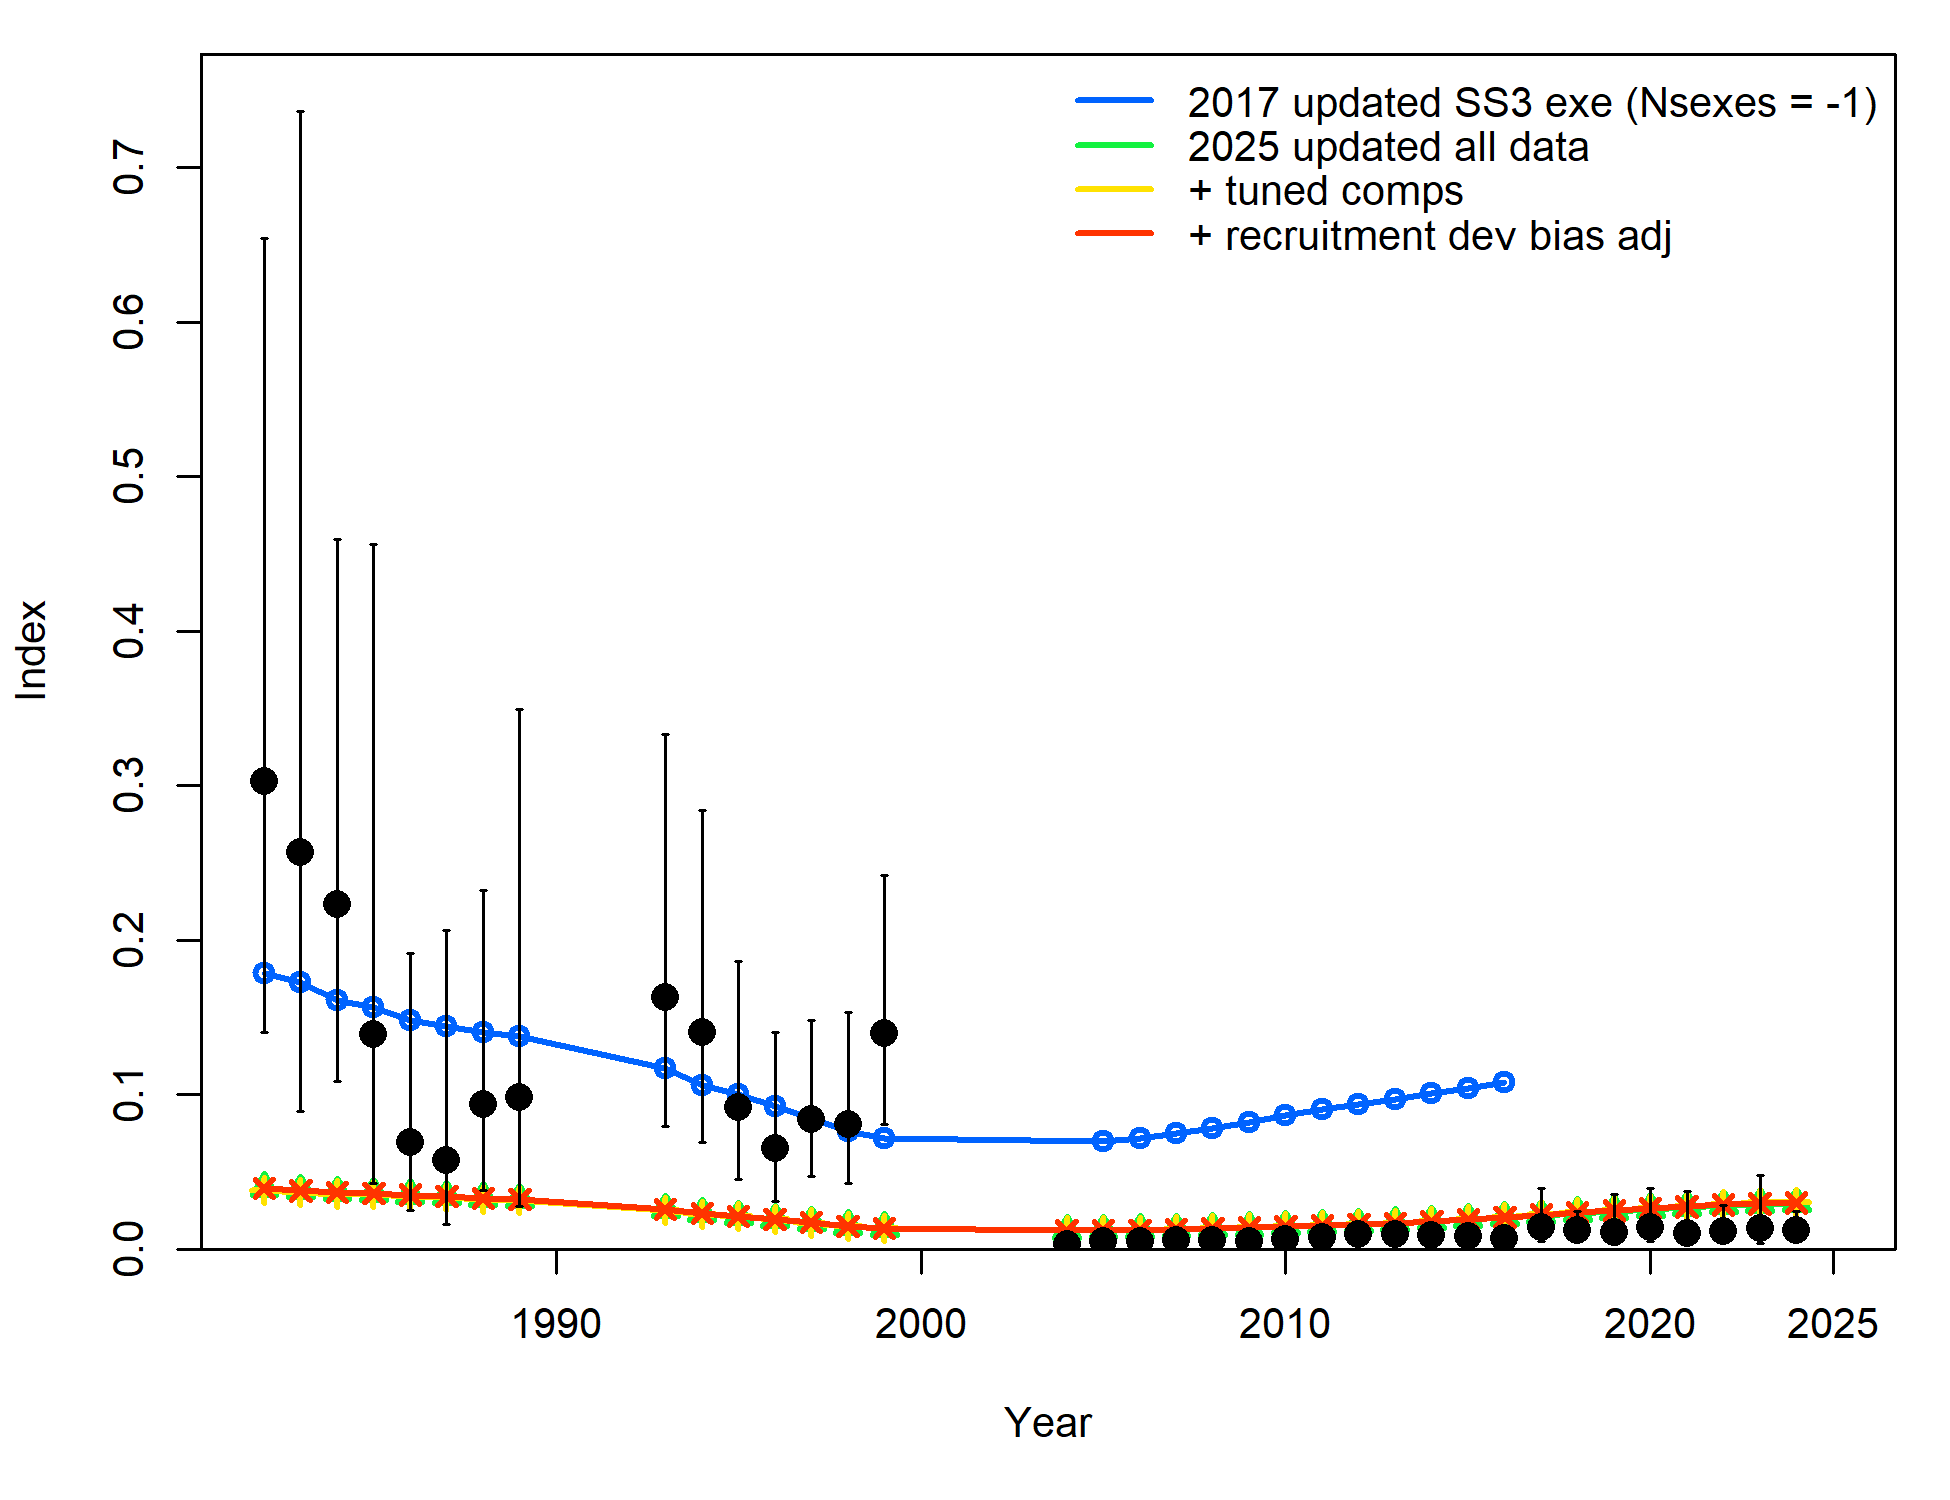 2017 updated SS3 exe (Nsexes = -1)
2025 updated all data
+ tuned comps
+ recruitment dev bias adj
0.7
0.6
0.5
0.4
0.3
0.2
0.1
0.0
Index
1990 2000 2010 2020 2025
Year